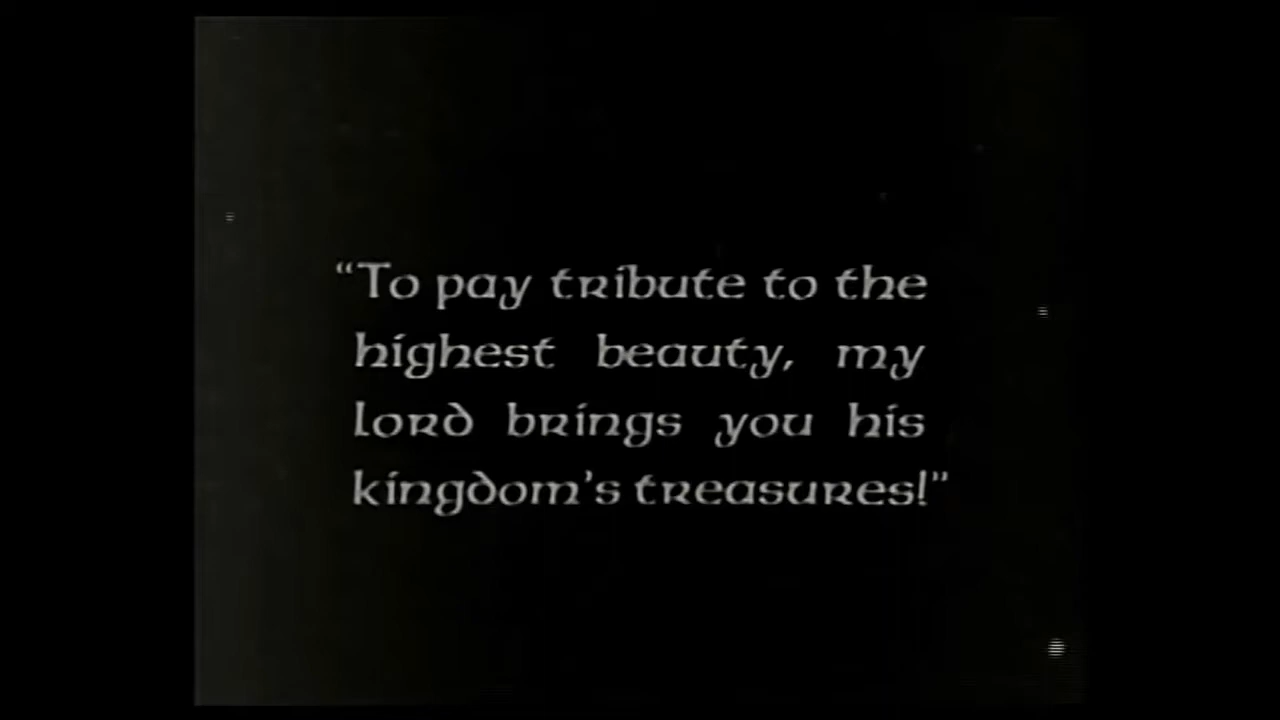 “To pay tribute to the
highest beauty, my
lord brings you his
kingdom’s treasures!”